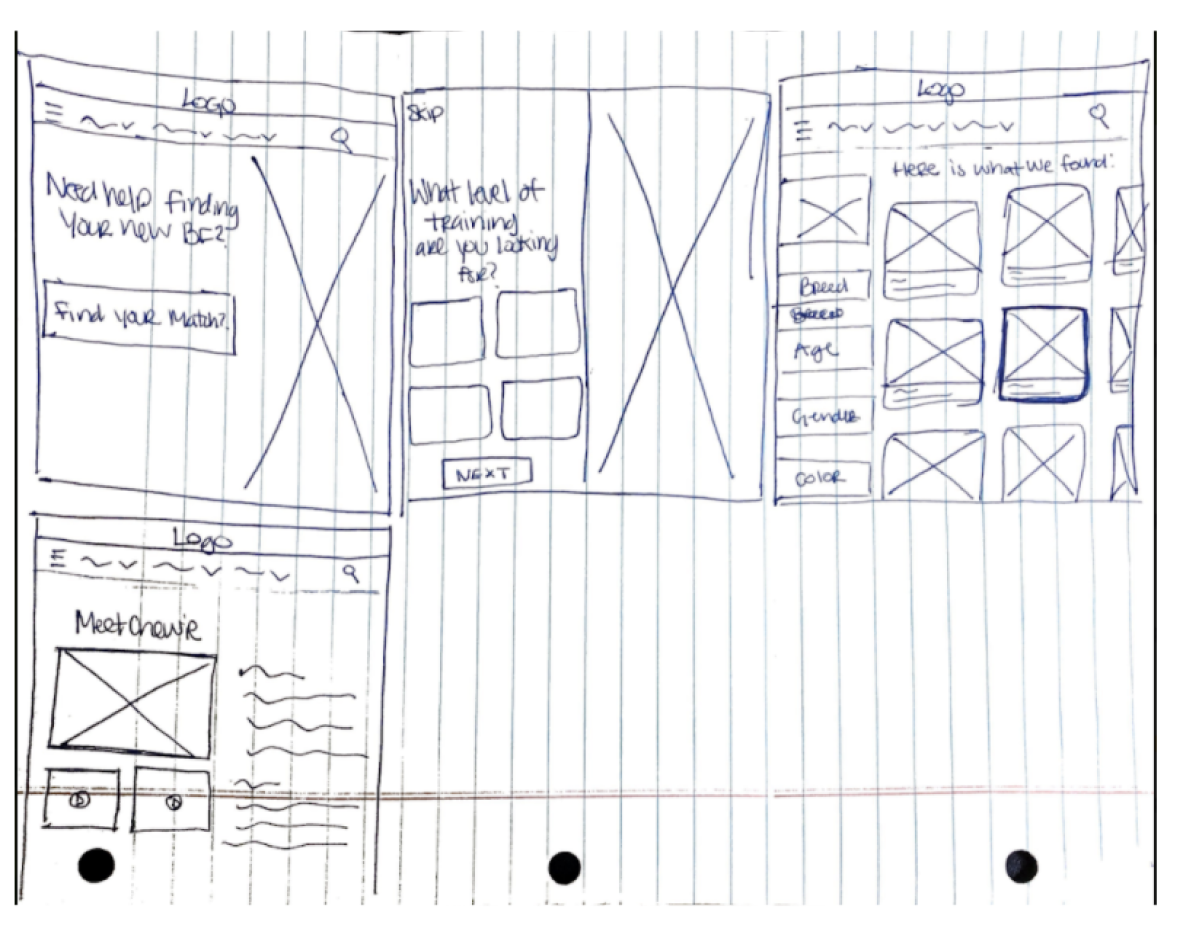 Logo
Need help finding
Your new BF?
Find your Match?
Skip
What level of
training
are you looking
for?
NEXT
Logo
Here is what we found:
Breed
Age
Gender
Color
Logo
Meet Chewie